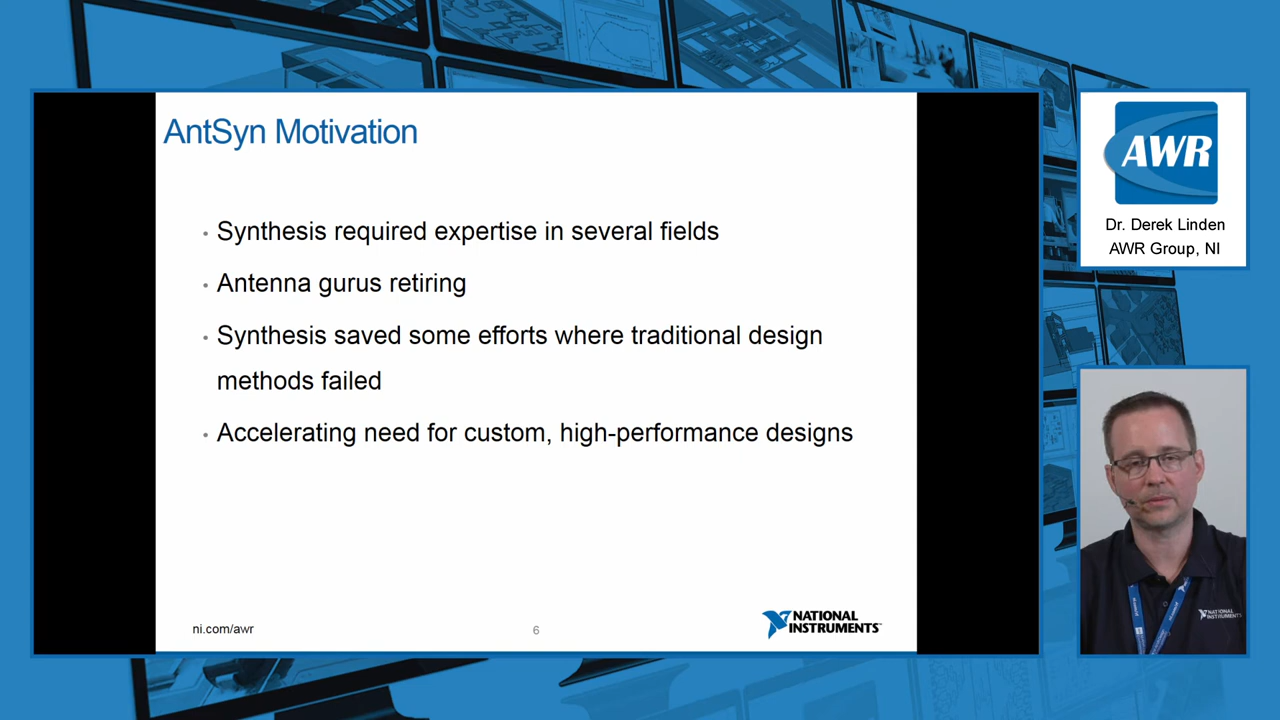 AntSyn Motivation
• Synthesis required expertise in several fields
• Antenna gurus retiring
• Synthesis saved some efforts where traditional design
methods failed
• Accelerating need for custom, high-performance designs
ni.com/awr
6
NATIONAL
INSTRUMENTS™
AWR
Dr. Derek Linden
AWR Group, NI
NATIONAL
INSTRUMENTS